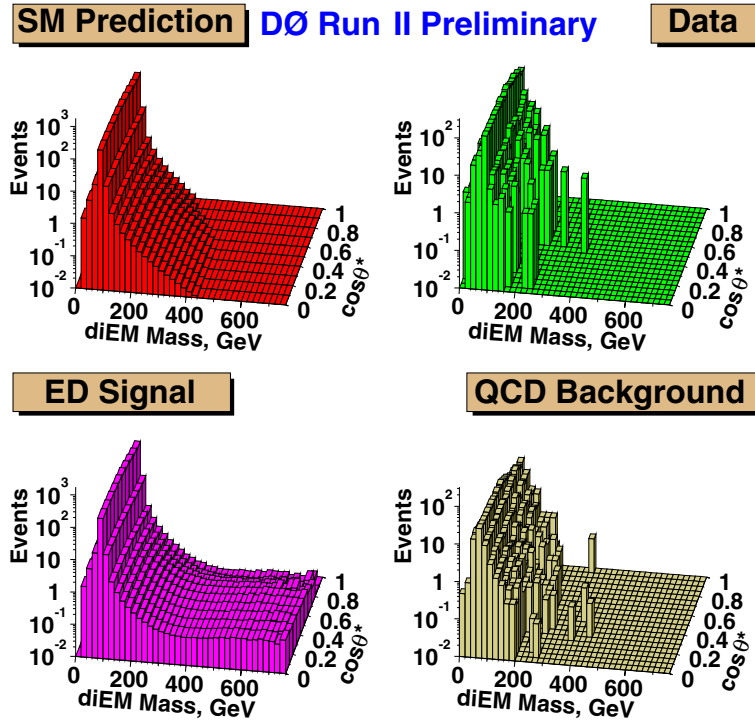 SM Prediction DØ Run II Preliminary Data
Events
10³
10²
10
1
10⁻¹
10⁻²
0 200 400 600
diEM Mass, GeV
0 0.2 0.4 0.6 0.8 1
cosθ*
Events
10²
10
1
10⁻¹
10⁻²
0 200 400 600
diEM Mass, GeV
0 0.2 0.4 0.6 0.8 1
cosθ*
ED Signal QCD Background
Events
10³
10²
10
1
10⁻¹
10⁻²
0 200 400 600
diEM Mass, GeV
0 0.2 0.4 0.6 0.8 1
cosθ*
Events
10²
10
1
10⁻¹
10⁻²
0 200 400 600
diEM Mass, GeV
0 0.2 0.4 0.6 0.8 1
cosθ*